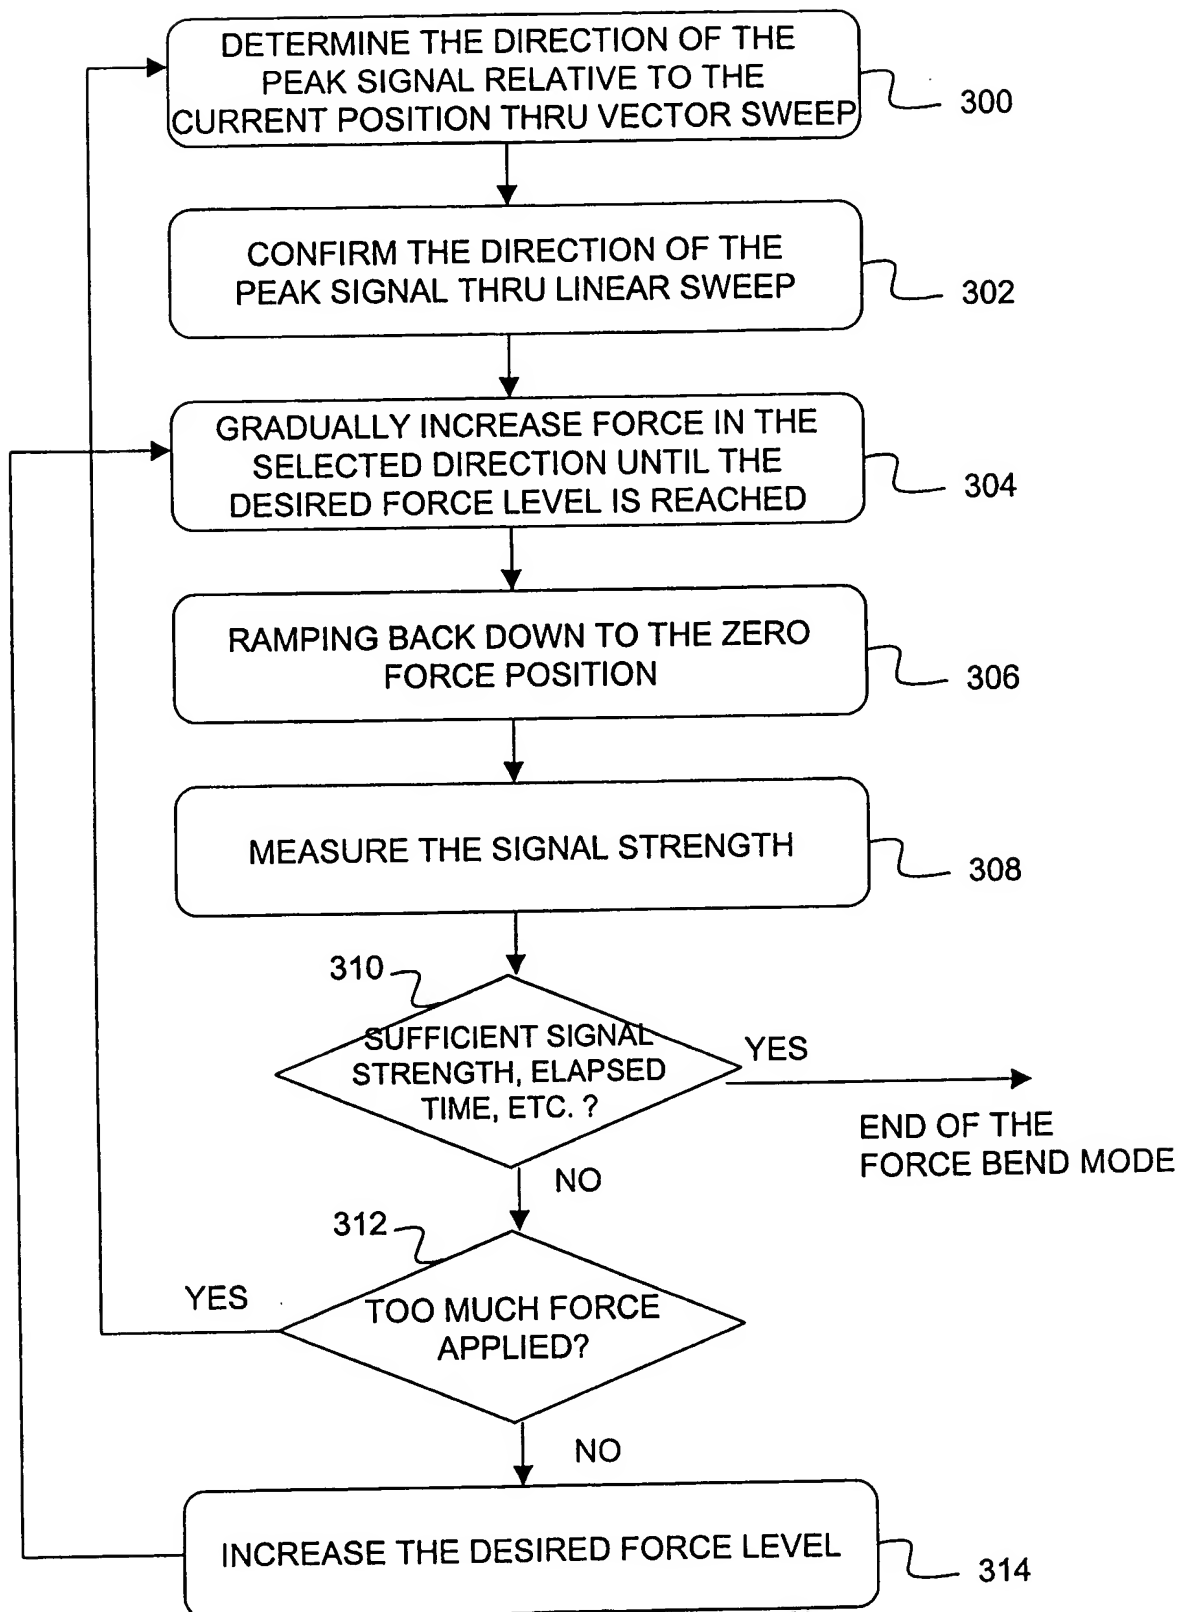 DETERMINE THE DIRECTION OF THE
PEAK SIGNAL RELATIVE TO THE
CURRENT POSITION THRU VECTOR SWEEP
300
CONFIRM THE DIRECTION OF THE
PEAK SIGNAL THRU LINEAR SWEEP
302
GRADUALLY INCREASE FORCE IN THE
SELECTED DIRECTION UNTIL THE
DESIRED FORCE LEVEL IS REACHED
304
RAMPING BACK DOWN TO THE ZERO
FORCE POSITION
306
MEASURE THE SIGNAL STRENGTH
308
310
SUFFICIENT SIGNAL
STRENGTH, ELAPSED
TIME, ETC. ?
YES
END OF THE
FORCE BEND MODE
NO
312
YES
TOO MUCH FORCE
APPLIED?
NO
INCREASE THE DESIRED FORCE LEVEL
314